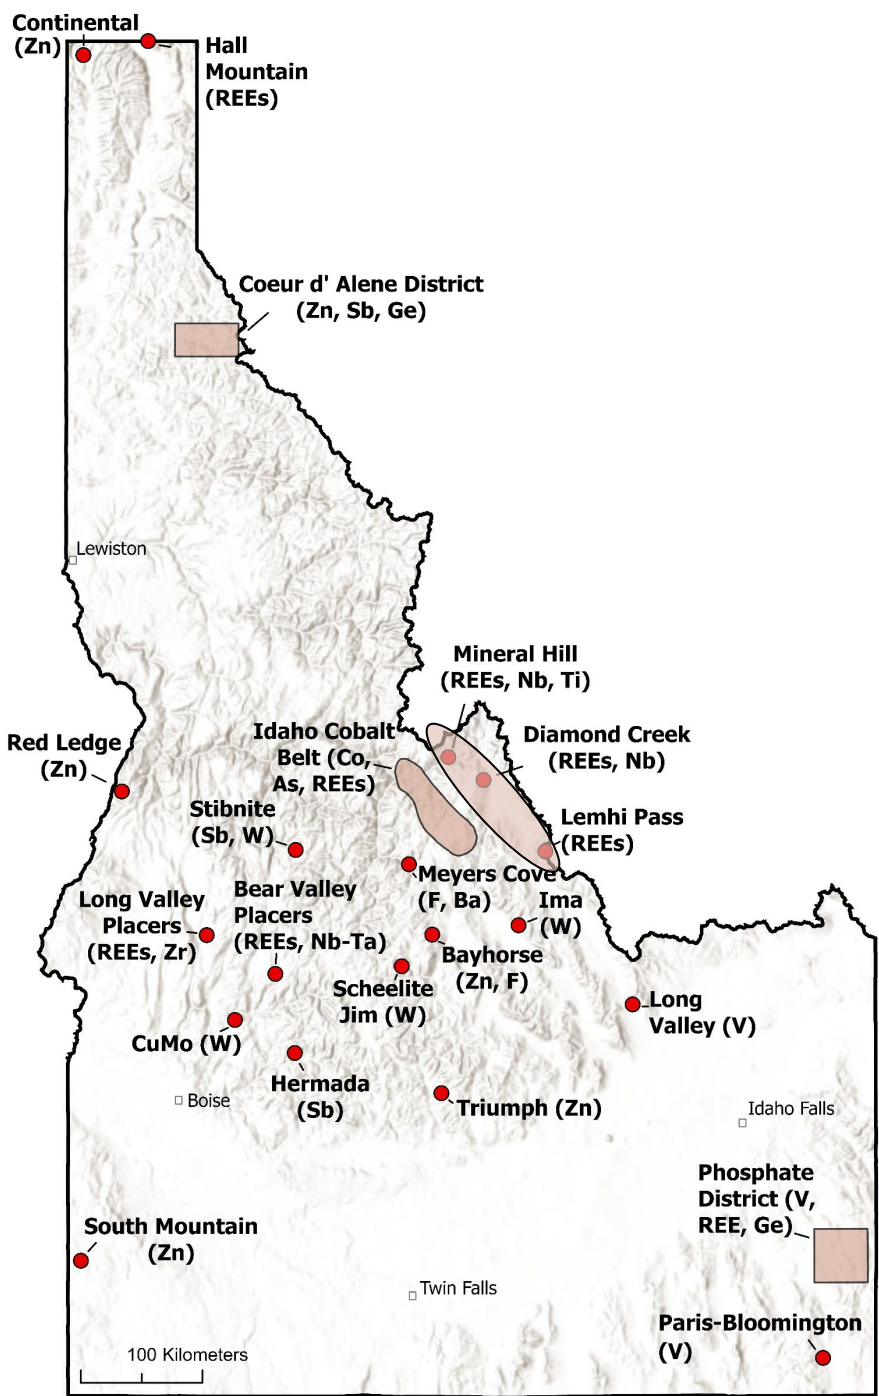 Continental
(Zn)
Hall
Mountain
(REEs)
Coeur d' Alene District
(Zn, Sb, Ge)
Lewiston
Mineral Hill
(REEs, Nb, Ti)
Idaho Cobalt
Belt (Co,
As, REEs)
Diamond Creek
(REEs, Nb)
Red Ledge
(Zn)
Stibnite
(Sb, W)
Lemhi Pass
(REEs)
Meyers Cove
(F, Ba)
Long Valley
Placers
(REEs, Zr)
Bear Valley
Placers
(REEs, Nb-Ta)
Ima
(W)
Bayhorse
(Zn, F)
Scheelite
Jim (W)
Long
Valley (V)
CuMo (W)
Hermada
(Sb)
Boise
Triumph (Zn)
Idaho Falls
Phosphate
District (V,
REE, Ge)
South Mountain
(Zn)
Twin Falls
Paris-Bloomington
(V)
100 Kilometers